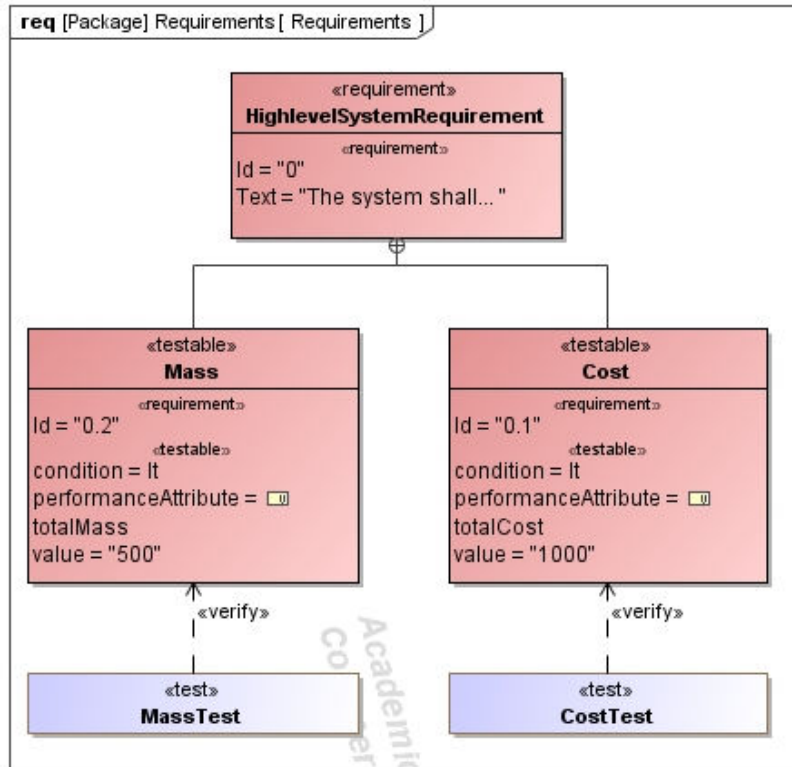 req [Package] Requirements [ Requirements ]
«requirement»
HighlevelSystemRequirement
«requirement»
Id = "0"
Text = "The system shall... "
«testable»
Mass
«requirement»
Id = "0.2"
«testable»
condition = lt
performanceAttribute =
totalMass
value = "500"
«testable»
Cost
«requirement»
Id = "0.1"
«testable»
condition = lt
performanceAttribute =
totalCost
value = "1000"
«verify»
«verify»
«test»
MassTest
«test»
CostTest
Academic